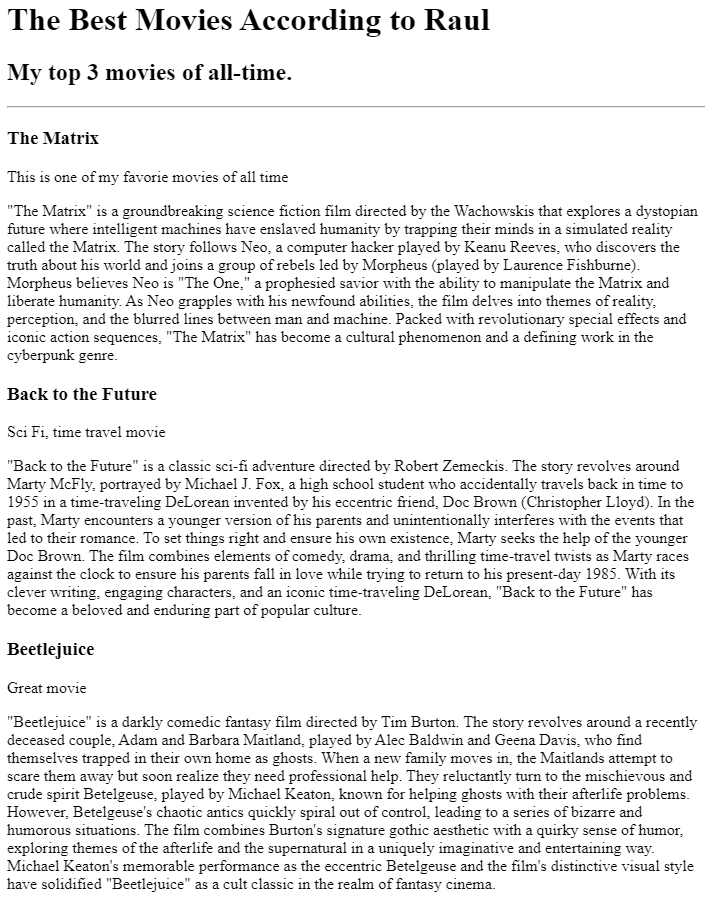 The Best Movies According to Raul
My top 3 movies of all-time.
The Matrix
This is one of my favorie movies of all time
"The Matrix" is a groundbreaking science fiction film directed by the Wachowskis that explores a dystopian
future where intelligent machines have enslaved humanity by trapping their minds in a simulated reality
called the Matrix. The story follows Neo, a computer hacker played by Keanu Reeves, who discovers the
truth about his world and joins a group of rebels led by Morpheus (played by Laurence Fishburne).
Morpheus believes Neo is "The One," a prophesied savior with the ability to manipulate the Matrix and
liberate humanity. As Neo grapples with his newfound abilities, the film delves into themes of reality,
perception, and the blurred lines between man and machine. Packed with revolutionary special effects and
iconic action sequences, "The Matrix" has become a cultural phenomenon and a defining work in the
cyberpunk genre.
Back to the Future
Sci Fi, time travel movie
"Back to the Future" is a classic sci-fi adventure directed by Robert Zemeckis. The story revolves around
Marty McFly, portrayed by Michael J. Fox, a high school student who accidentally travels back in time to
1955 in a time-traveling DeLorean invented by his eccentric friend, Doc Brown (Christopher Lloyd). In the
past, Marty encounters a younger version of his parents and unintentionally interferes with the events that
led to their romance. To set things right and ensure his own existence, Marty seeks the help of the younger
Doc Brown. The film combines elements of comedy, drama, and thrilling time-travel twists as Marty races
against the clock to ensure his parents fall in love while trying to return to his present-day 1985. With its
clever writing, engaging characters, and an iconic time-traveling DeLorean, "Back to the Future" has
become a beloved and enduring part of popular culture.
Beetlejuice
Great movie
"Beetlejuice" is a darkly comedic fantasy film directed by Tim Burton. The story revolves around a recently
deceased couple, Adam and Barbara Maitland, played by Alec Baldwin and Geena Davis, who find
themselves trapped in their own home as ghosts. When a new family moves in, the Maitlands attempt to
scare them away but soon realize they need professional help. They reluctantly turn to the mischievous and
crude spirit Betelgeuse, played by Michael Keaton, known for helping ghosts with their afterlife problems.
However, Betelgeuse's chaotic antics quickly spiral out of control, leading to a series of bizarre and
humorous situations. The film combines Burton's signature gothic aesthetic with a quirky sense of humor,
exploring themes of the afterlife and the supernatural in a uniquely imaginative and entertaining way.
Michael Keaton's memorable performance as the eccentric Betelgeuse and the film's distinctive visual style
have solidified "Beetlejuice" as a cult classic in the realm of fantasy cinema.